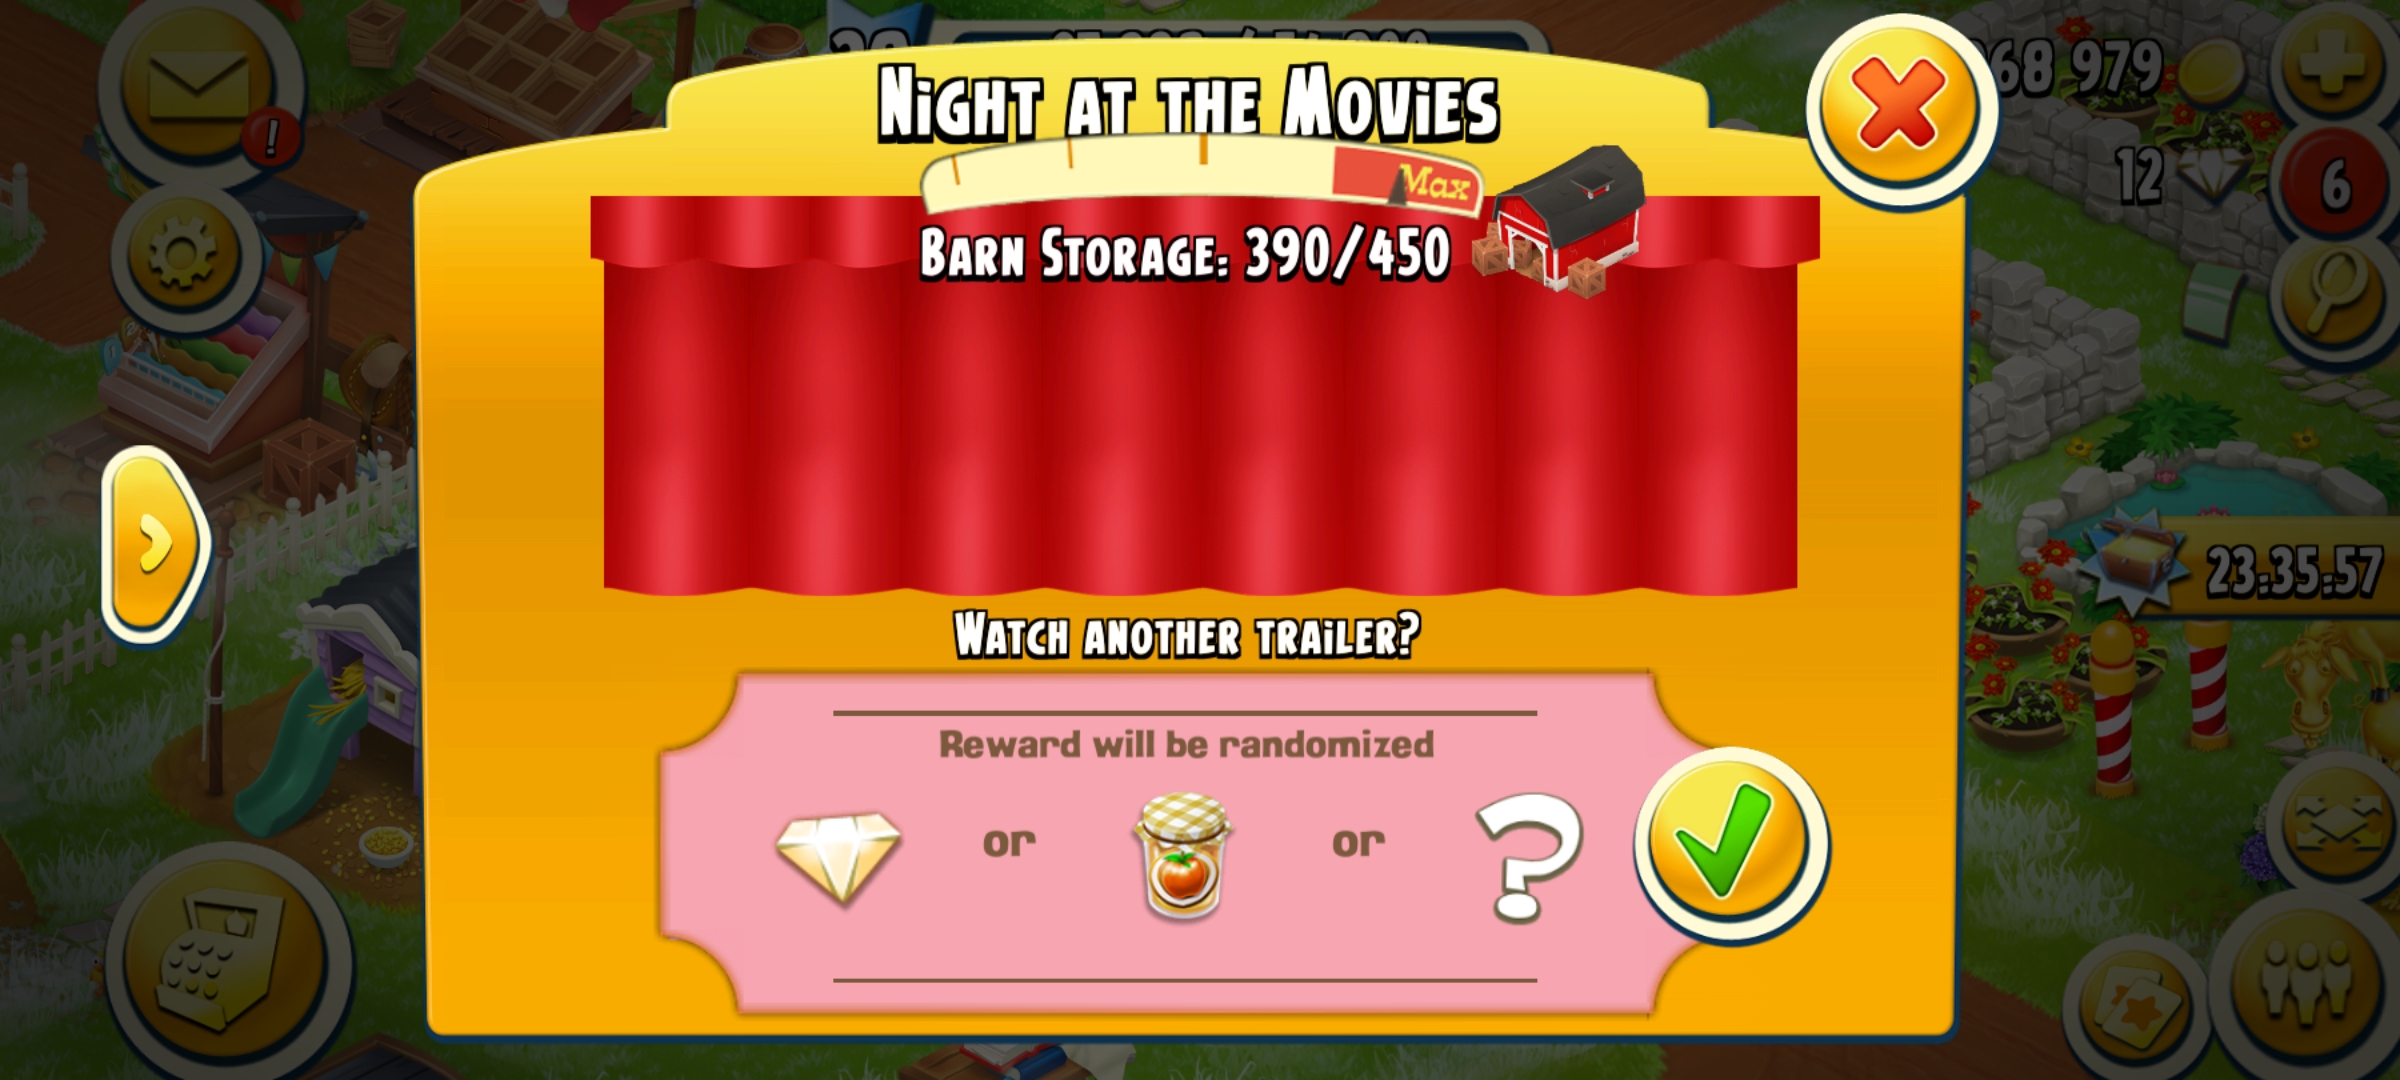 Night at the Movies
68 979
Max
12
6
Barn Storage: 390/450
23:35:57
Watch another trailer?
Reward will be randomized
or
or
?
!